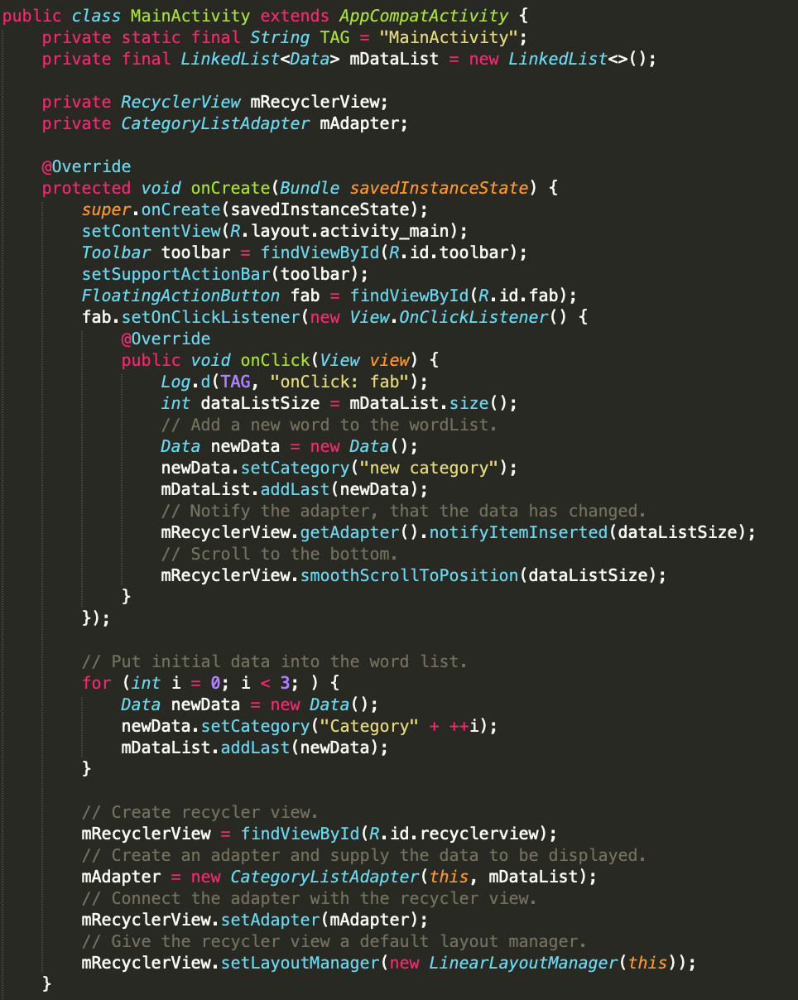 public class MainActivity extends AppCompatActivity {
    private static final String TAG = "MainActivity";
    private final LinkedList<Data> mDataList = new LinkedList<>();

    private RecyclerView mRecyclerView;
    private CategoryListAdapter mAdapter;

    @Override
    protected void onCreate(Bundle savedInstanceState) {
        super.onCreate(savedInstanceState);
        setContentView(R.layout.activity_main);
        Toolbar toolbar = findViewById(R.id.toolbar);
        setSupportActionBar(toolbar);
        FloatingActionButton fab = findViewById(R.id.fab);
        fab.setOnClickListener(new View.OnClickListener() {
            @Override
            public void onClick(View view) {
                Log.d(TAG, "onClick: fab");
                int dataListSize = mDataList.size();
                // Add a new word to the wordList.
                Data newData = new Data();
                newData.setCategory("new category");
                mDataList.addLast(newData);
                // Notify the adapter, that the data has changed.
                mRecyclerView.getAdapter().notifyItemInserted(dataListSize);
                // Scroll to the bottom.
                mRecyclerView.smoothScrollToPosition(dataListSize);
            }
        });

        // Put initial data into the word list.
        for (int i = 0; i < 3; ) {
            Data newData = new Data();
            newData.setCategory("Category" + ++i);
            mDataList.addLast(newData);
        }

        // Create recycler view.
        mRecyclerView = findViewById(R.id.recyclerview);
        // Create an adapter and supply the data to be displayed.
        mAdapter = new CategoryListAdapter(this, mDataList);
        // Connect the adapter with the recycler view.
        mRecyclerView.setAdapter(mAdapter);
        // Give the recycler view a default layout manager.
        mRecyclerView.setLayoutManager(new LinearLayoutManager(this));
    }